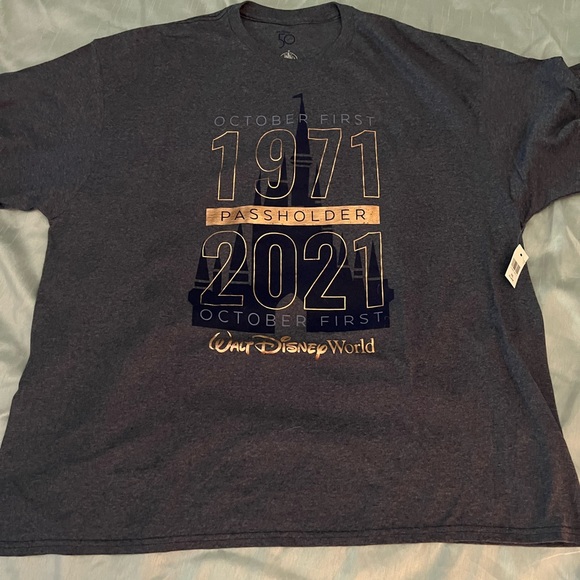 OCTOBER FIRST
1971
PASSHOLDER
2021
OCTOBER FIRST
Walt Disney World